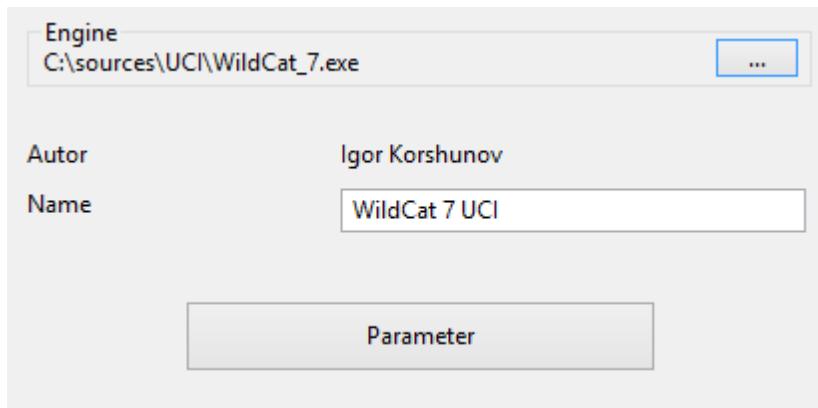 Engine
C:\sources\UCI\WildCat_7.exe
...
Autor
Igor Korshunov
Name
WildCat 7 UCI
Parameter